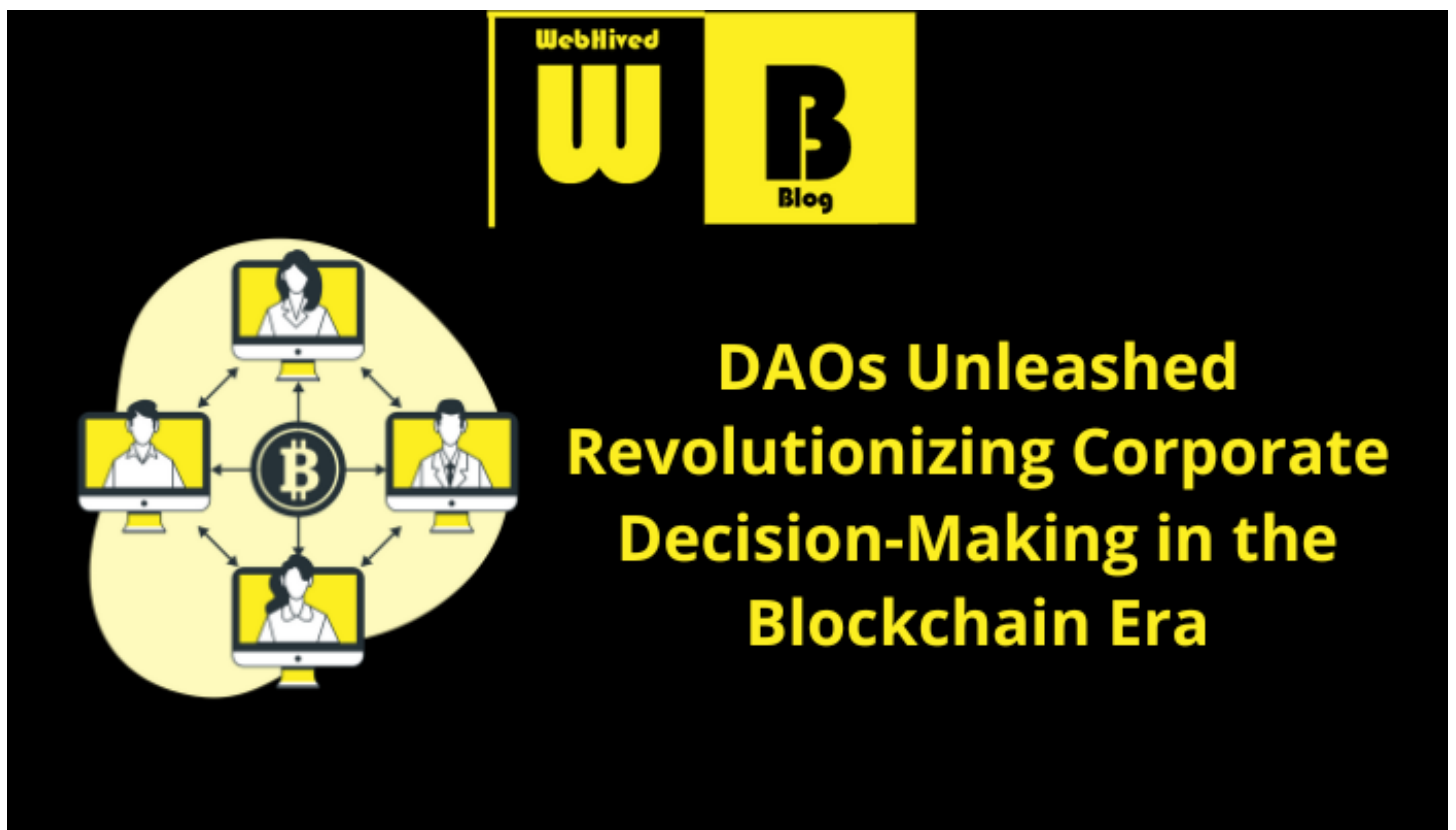 WebHived
W B
Blog
DAOs Unleashed
Revolutionizing Corporate
Decision-Making in the
Blockchain Era